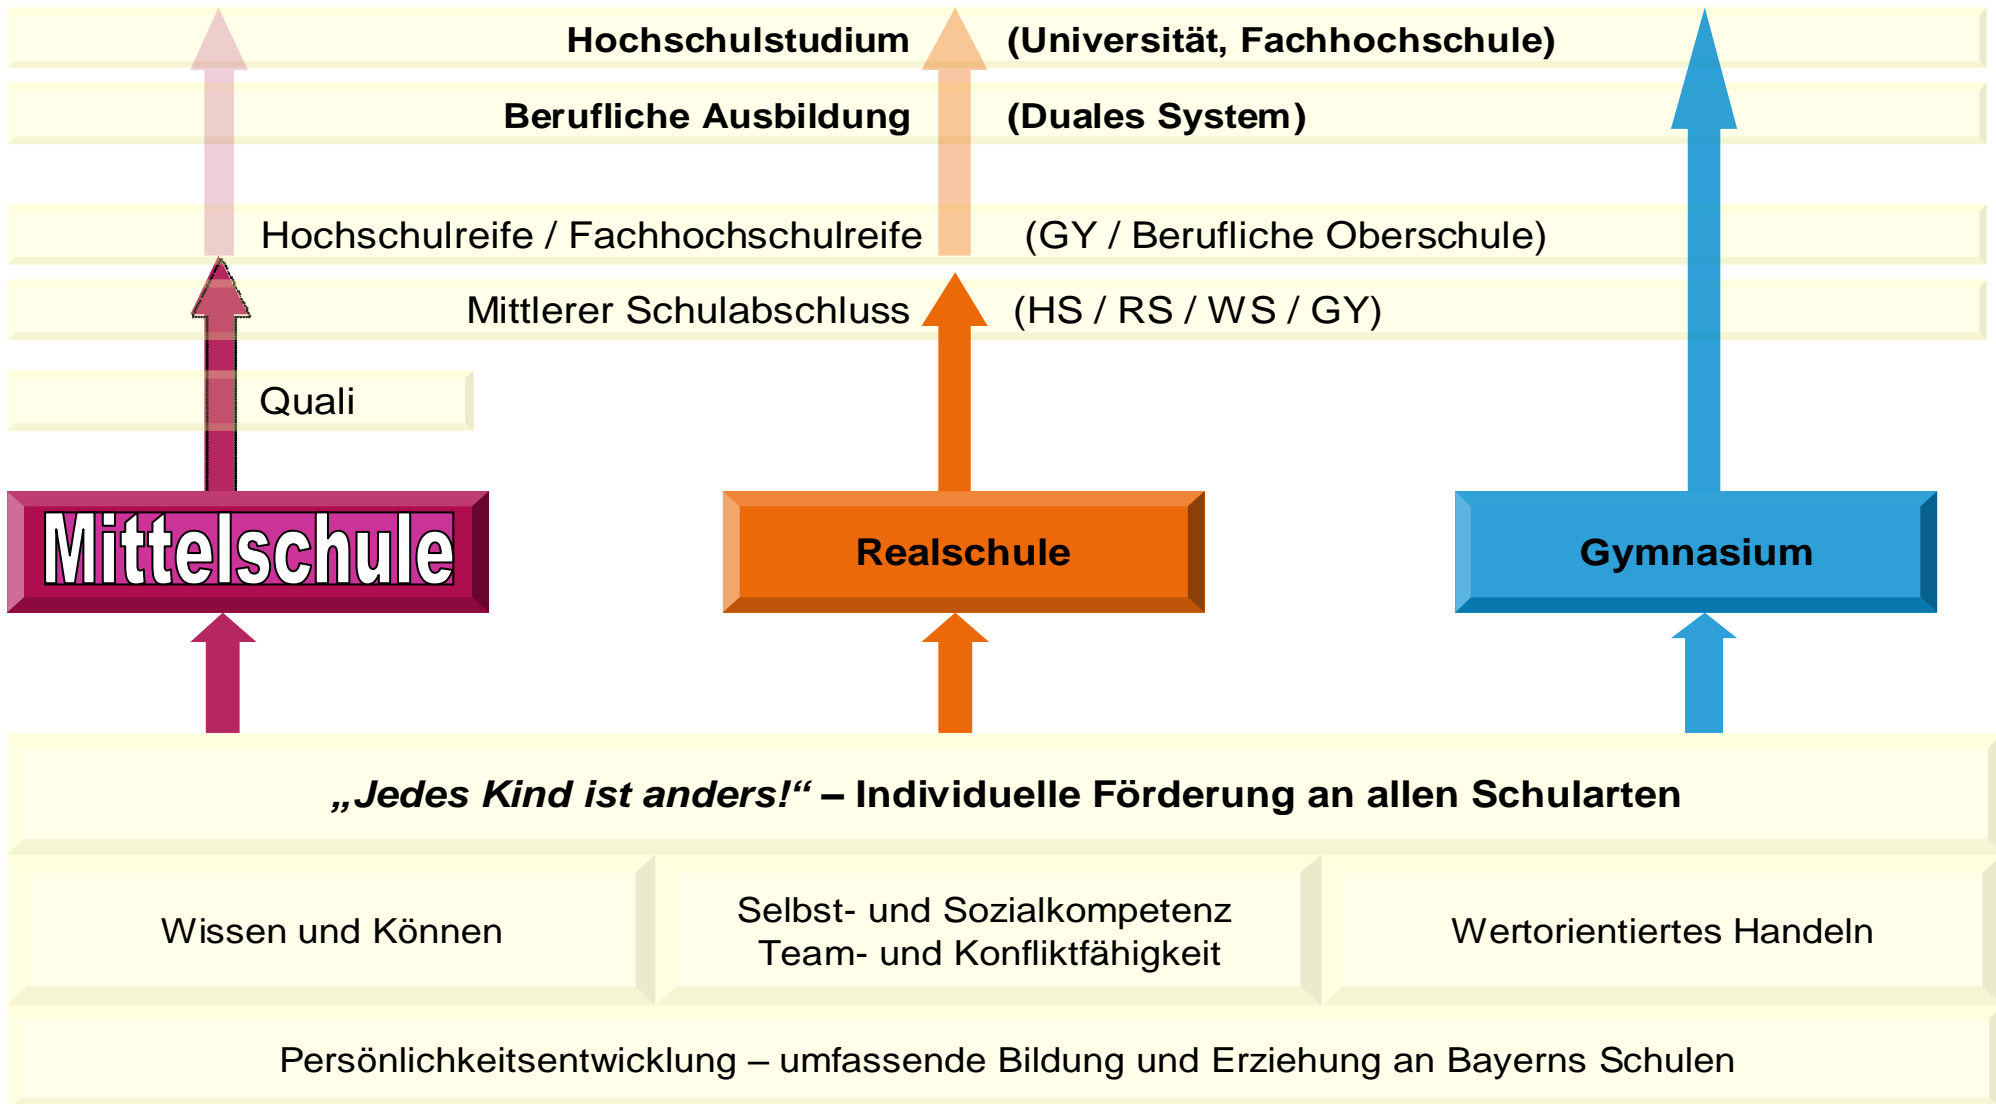 Hochschulstudium (Universität, Fachhochschule)
Berufliche Ausbildung (Duales System)
Hochschulreife / Fachhochschulreife (GY / Berufliche Oberschule)
Mittlerer Schulabschluss (HS / RS / WS / GY)
Quali
Mittelschule
Realschule
Gymnasium
„Jedes Kind ist anders!“ – Individuelle Förderung an allen Schularten
Wissen und Können
Selbst- und Sozialkompetenz
Team- und Konfliktfähigkeit
Wertorientiertes Handeln
Persönlichkeitsentwicklung – umfassende Bildung und Erziehung an Bayerns Schulen